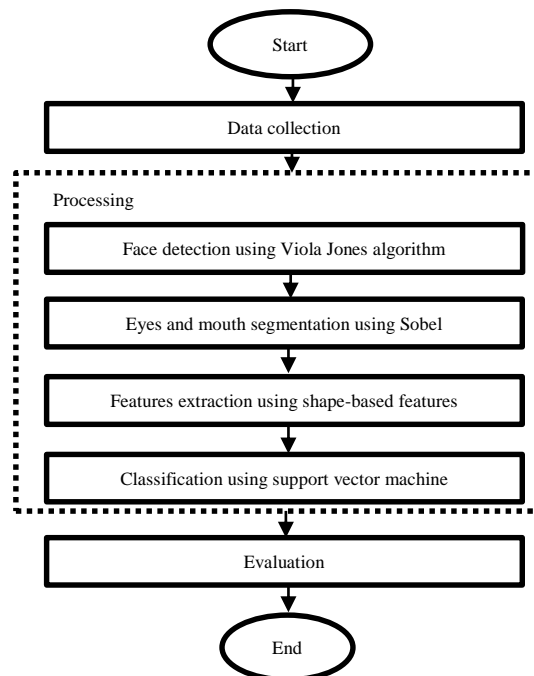 Start
Data collection
Processing
Face detection using Viola Jones algorithm
Eyes and mouth segmentation using Sobel
Features extraction using shape-based features
Classification using support vector machine
Evaluation
End